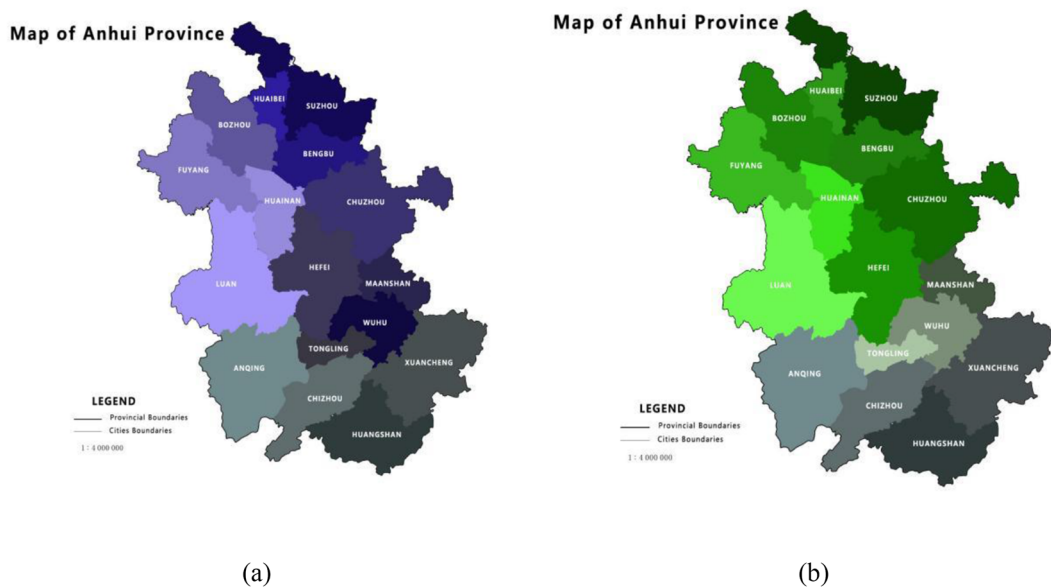 Map of Anhui Province
HUAIBEI
SUZHOU
BOZHOU
BENGBU
FUYANG
HUAINAN
CHUZHOU
HEFEI
LUAN
MAANSHAN
WUHU
TONGLING
XUANCHENG
ANQING
CHIZHOU
HUANGSHAN
LEGEND
Provincial Boundaries
Cities Boundaries
1 : 4 000 000
(a)
Map of Anhui Province
HUAIBEI
SUZHOU
BOZHOU
BENGBU
FUYANG
HUAINAN
CHUZHOU
HEFEI
LUAN
MAANSHAN
WUHU
TONGLING
XUANCHENG
ANQING
CHIZHOU
HUANGSHAN
LEGEND
Provincial Boundaries
Cities Boundaries
1 : 4 000 000
(b)